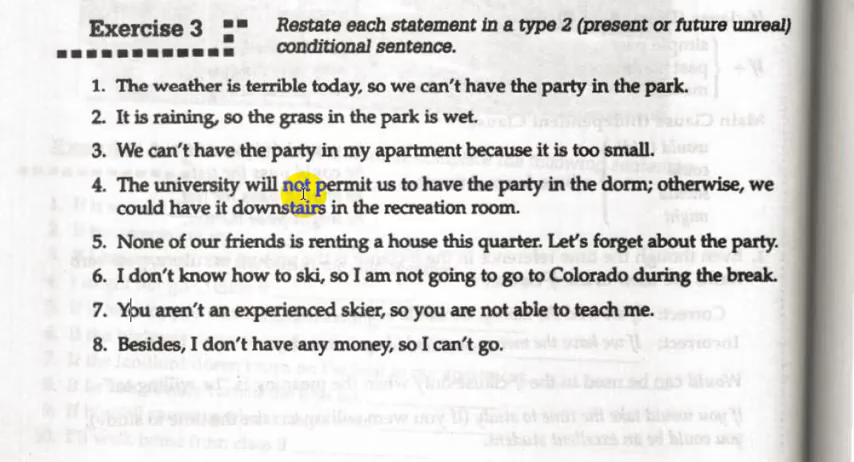 Exercise 3
Restate each statement in a type 2 (present or future unreal)
conditional sentence.
1. The weather is terrible today, so we can't have the party in the park.
2. It is raining, so the grass in the park is wet.
3. We can't have the party in my apartment because it is too small.
4. The university will not permit us to have the party in the dorm; otherwise, we
could have it downstairs in the recreation room.
5. None of our friends is renting a house this quarter. Let's forget about the party.
6. I don't know how to ski, so I am not going to go to Colorado during the break.
7. You aren't an experienced skier, so you are not able to teach me.
8. Besides, I don't have any money, so I can't go.